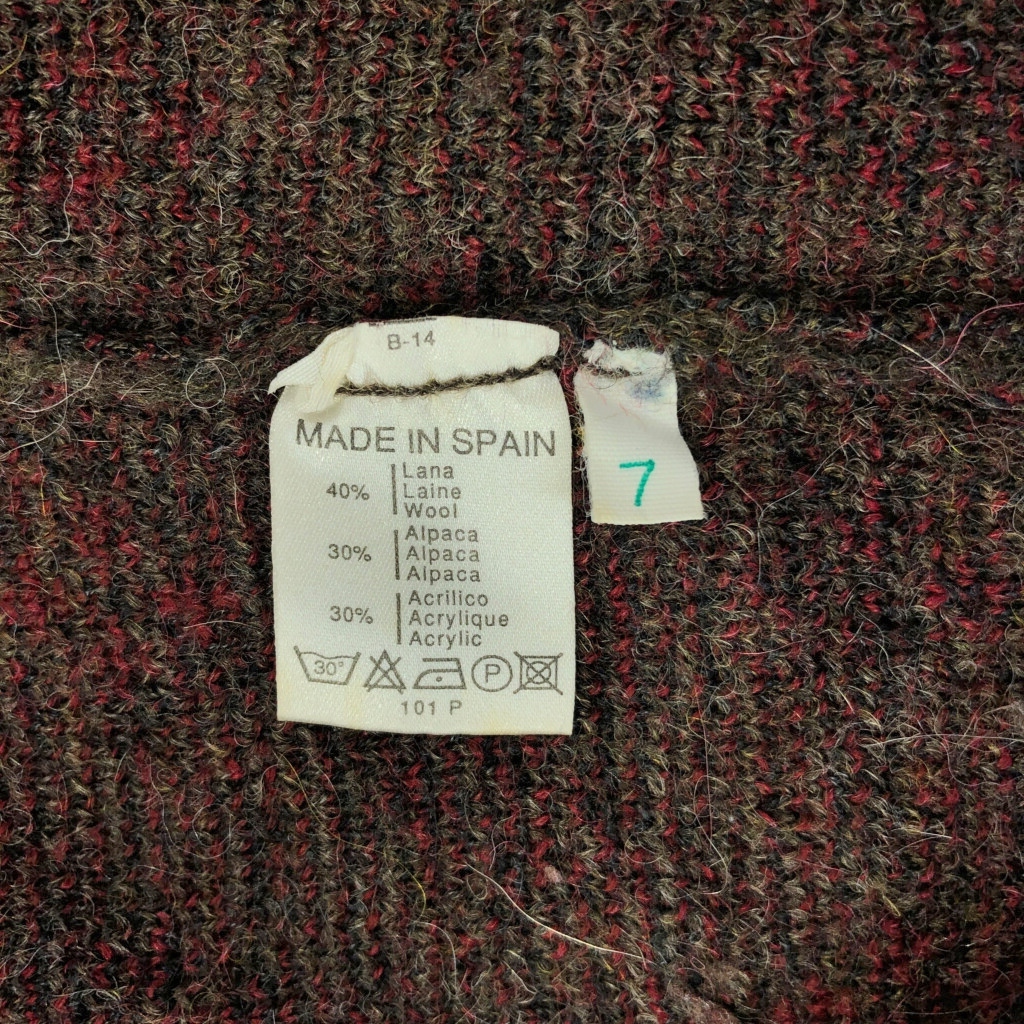 B-14
MADE IN SPAIN
40% Lana
Laine
Wool
30% Alpaca
Alpaca
Alpaca
30% Acrilico
Acrylique
Acrylic
30° P
101 P
7